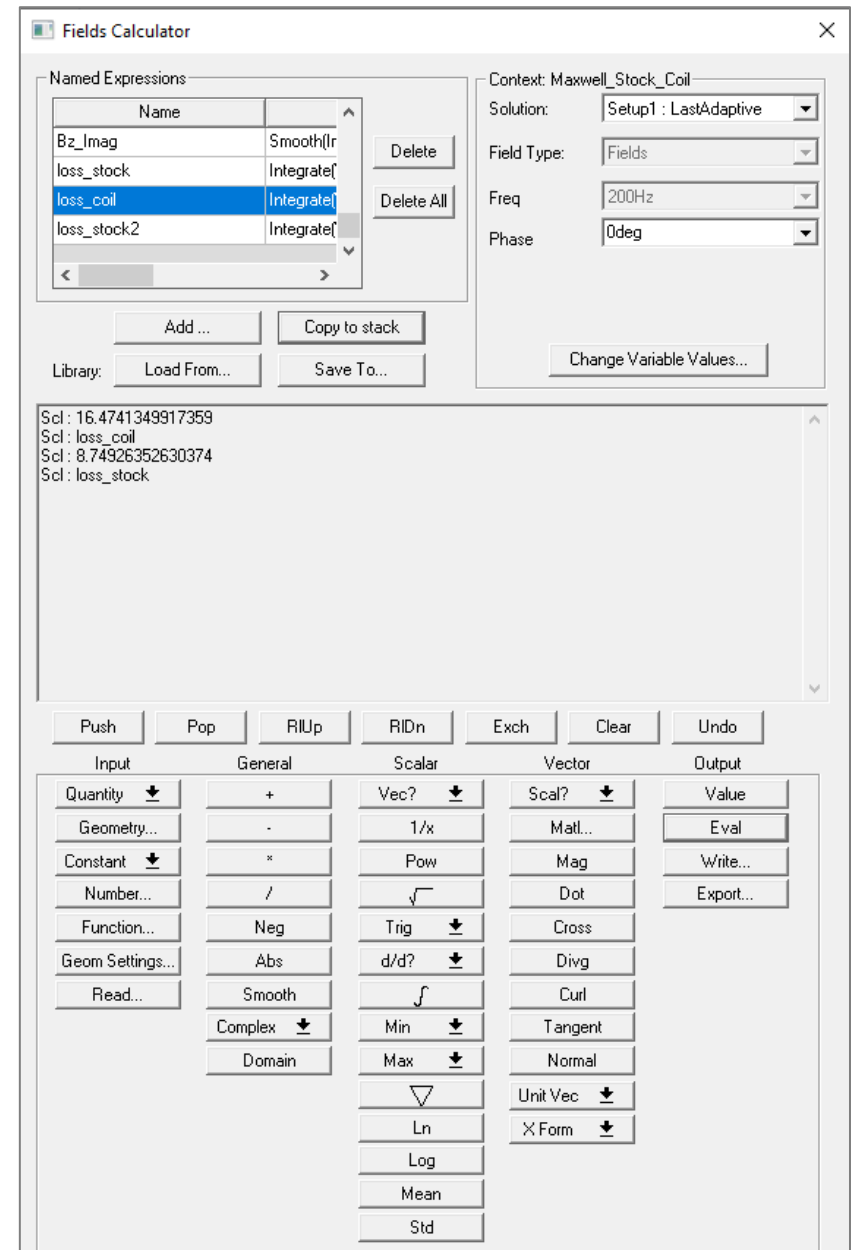 Fields Calculator
Named Expressions
Name
Bz_Imag Smooth(Ir
loss_stock Integrate(
loss_coil Integrate(
loss_stock2 Integrate(
Delete
Delete All
Context: Maxwell_Stock_Coil
Solution: Setup1 : LastAdaptive
Field Type: Fields
Freq 200Hz
Phase 0deg
Change Variable Values...
Add ... Copy to stack
Library: Load From... Save To...
Scl : 16.4741349917359
Scl : loss_coil
Scl : 8.74926352630374
Scl : loss_stock
Push Pop RlUp RlDn Exch Clear Undo
Input General Scalar Vector Output
Quantity + Vec? Scal? Value
Geometry... - 1/x Matl... Eval
Constant * Pow Mag Write...
Number... / √ Dot Export...
Function... Neg Trig Cross
Geom Settings... Abs d/d? Divg
Read... Smooth ∫ Curl
Complex Min Tangent
Domain Max Normal
▽ Unit Vec
Ln X Form
Log
Mean
Std